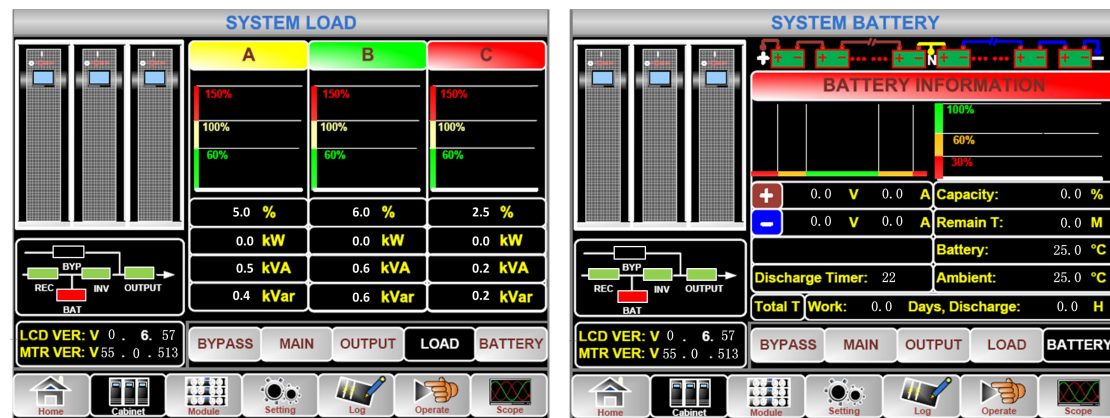 SYSTEM LOAD
A B C
150% 150% 150%
100% 100% 100%
60% 60% 60%
5.0 % 6.0 % 2.5 %
0.0 kW 0.0 kW 0.0 kW
0.5 kVA 0.6 kVA 0.2 kVA
0.4 kVar 0.6 kVar 0.2 kVar
BYP
REC INV OUTPUT
BAT
LCD VER: V 0 . 6. 57
MTR VER: V 55 . 0 . 513
BYPASS MAIN OUTPUT LOAD BATTERY
Home Cabinet Module Setting Log Operate Scope
SYSTEM BATTERY
+ + - + - + - N + - + - + - -
BATTERY INFORMATION
100%
60%
30%
+ 0.0 V 0.0 A Capacity: 0.0 %
- 0.0 V 0.0 A Remain T: 0.0 M
Battery: 25.0 °C
Discharge Timer: 22 Ambient: 25.0 °C
Total T Work: 0.0 Days, Discharge: 0.0 H
BYP
REC INV OUTPUT
BAT
LCD VER: V 0 . 6. 57
MTR VER: V 55 . 0 . 513
BYPASS MAIN OUTPUT LOAD BATTERY
Home Cabinet Module Setting Log Operate Scope